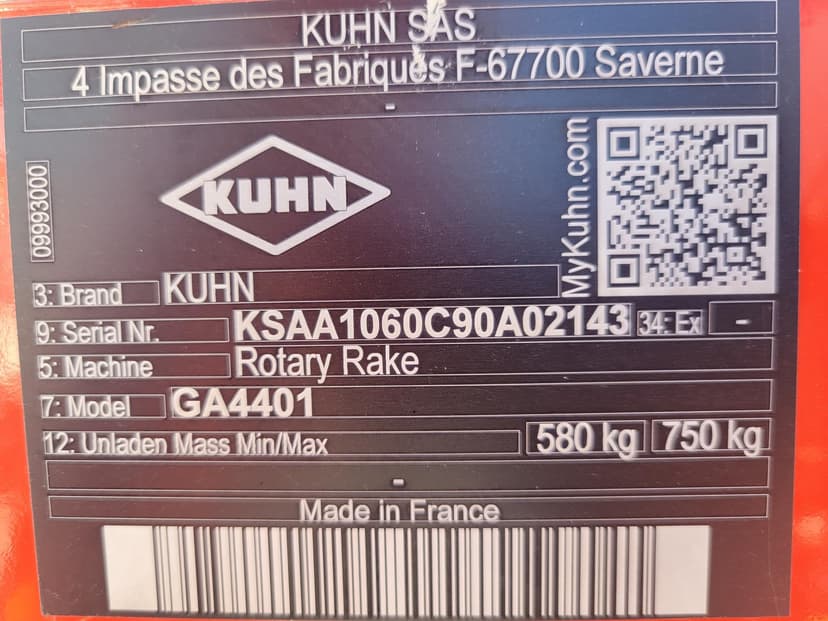 KUHN SAS
4 Impasse des Fabriques F-67700 Saverne
-
09993000
KUHN
MyKuhn.com
3: Brand KUHN
9: Serial Nr. KSAA1060C90A02143 34: Ex -
5: Machine Rotary Rake
7: Model GA4401
12: Unladen Mass Min/Max 580 kg 750 kg
-
Made in France